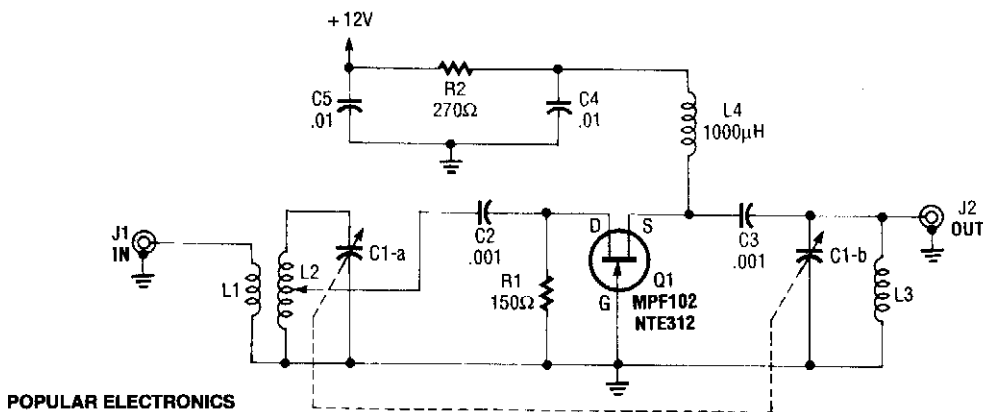 + 12V
C5
.01
R2
270Ω
C4
.01
L4
1000µH
J1
IN
L1
L2
C1-a
C2
.001
R1
150Ω
D
S
G
Q1
MPF102
NTE312
C3
.001
C1-b
L3
J2
OUT
POPULAR ELECTRONICS